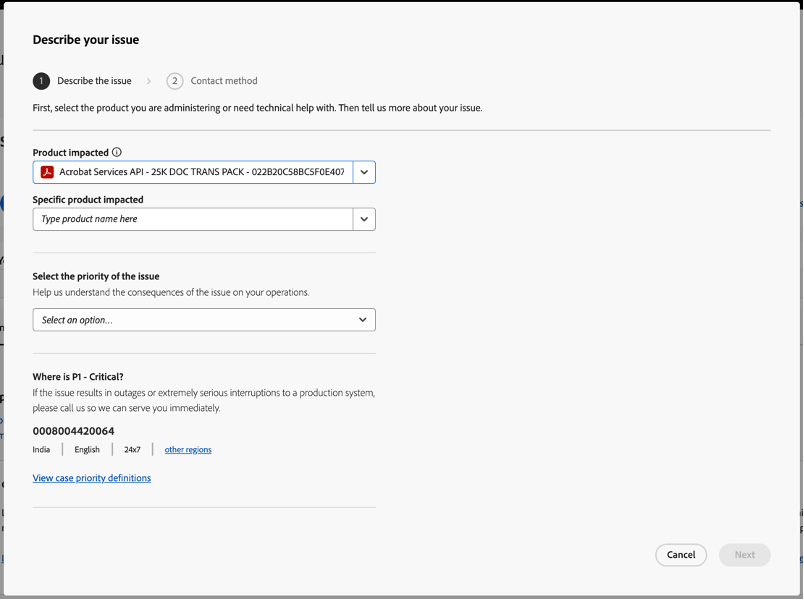 Describe your issue
1 Describe the issue > 2 Contact method
First, select the product you are administering or need technical help with. Then tell us more about your issue.
Product impacted
Acrobat Services API - 25K DOC TRANS PACK - 022B20C58BC5F0E407
Specific product impacted
Type product name here
Select the priority of the issue
Help us understand the consequences of the issue on your operations.
Select an option...
Where is P1 - Critical?
If the issue results in outages or extremely serious interruptions to a production system,
please call us so we can serve you immediately.
0008004420064
India | English | 24x7 | other regions
View case priority definitions
Cancel Next